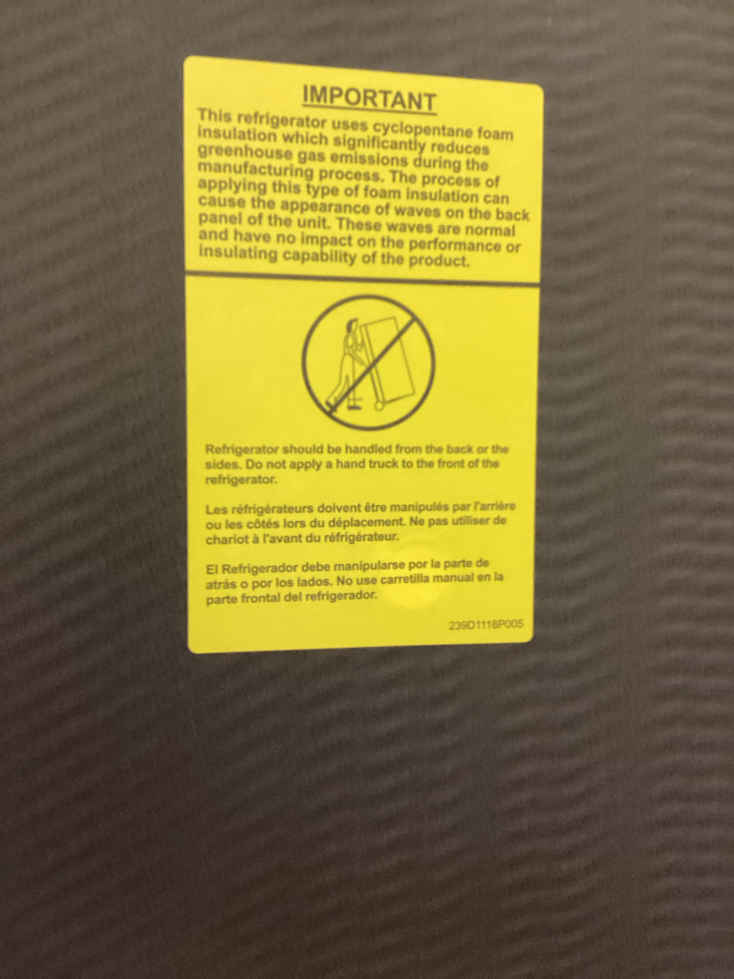 IMPORTANT
This refrigerator uses cyclopentane foam
insulation which significantly reduces
greenhouse gas emissions during the
manufacturing process. The process of
applying this type of foam insulation can
cause the appearance of waves on the back
panel of the unit. These waves are normal
and have no impact on the performance or
insulating capability of the product.
Refrigerator should be handled from the back or the
sides. Do not apply a hand truck to the front of the
refrigerator.
Les réfrigérateurs doivent être manipulés par l'arrière
ou les côtés lors du déplacement. Ne pas utiliser de
chariot à l'avant du réfrigérateur.
El Refrigerador debe manipularse por la parte de
atrás o por los lados. No use carretilla manual en la
parte frontal del refrigerador.
239D1118P005